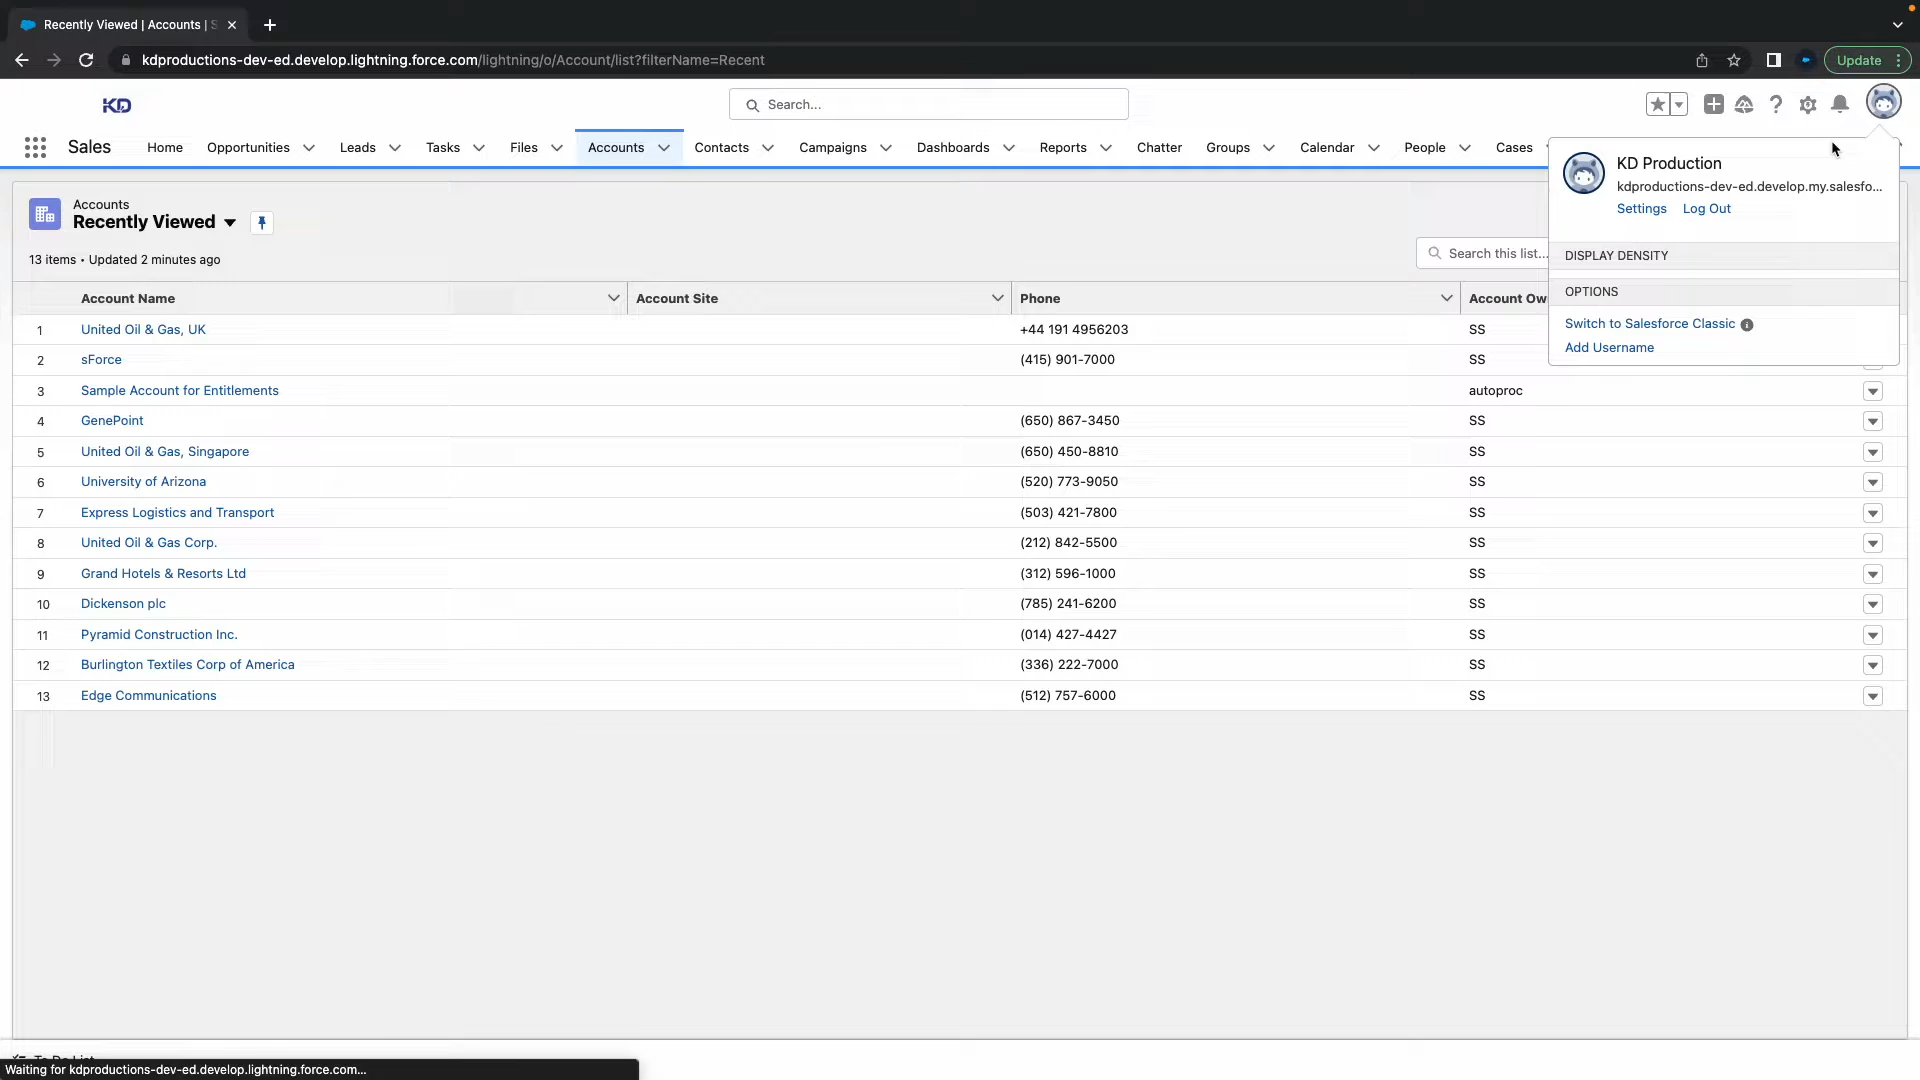 Recently Viewed | Accounts | S
kdproductions-dev-ed.develop.lightning.force.com/lightning/o/Account/list?filterName=Recent
Update
KD
Search...
Sales Home Opportunities Leads Tasks Files Accounts Contacts Campaigns Dashboards Reports Chatter Groups Calendar People Cases
KD Production
kdproductions-dev-ed.develop.my.salesfo...
Settings Log Out
DISPLAY DENSITY
OPTIONS
Switch to Salesforce Classic
Add Username
Accounts
Recently Viewed
13 items • Updated 2 minutes ago
Search this list...
Account Name Account Site Phone Account Ow
1 United Oil & Gas, UK +44 191 4956203 SS
2 sForce (415) 901-7000 SS
3 Sample Account for Entitlements autoproc
4 GenePoint (650) 867-3450 SS
5 United Oil & Gas, Singapore (650) 450-8810 SS
6 University of Arizona (520) 773-9050 SS
7 Express Logistics and Transport (503) 421-7800 SS
8 United Oil & Gas Corp. (212) 842-5500 SS
9 Grand Hotels & Resorts Ltd (312) 596-1000 SS
10 Dickenson plc (785) 241-6200 SS
11 Pyramid Construction Inc. (014) 427-4427 SS
12 Burlington Textiles Corp of America (336) 222-7000 SS
13 Edge Communications (512) 757-6000 SS
To Do List
Waiting for kdproductions-dev-ed.develop.lightning.force.com...